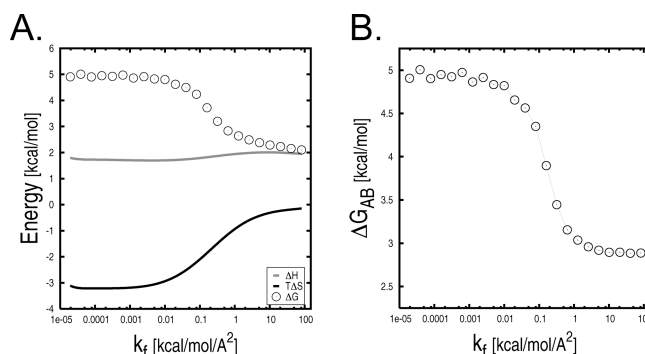 A.
6
5
4
3
2
1
0
-1
-2
-3
-4
Energy [kcal/mol]
1e-05 0.0001 0.001 0.01 0.1 1 10 100
k_f [kcal/mol/A²]
ΔH
TΔS
ΔG
B.
5
4.5
4
3.5
3
2.5
ΔG_AB [kcal/mol]
1e-05 0.0001 0.001 0.01 0.1 1 10 100
k_f [kcal/mol/A²]